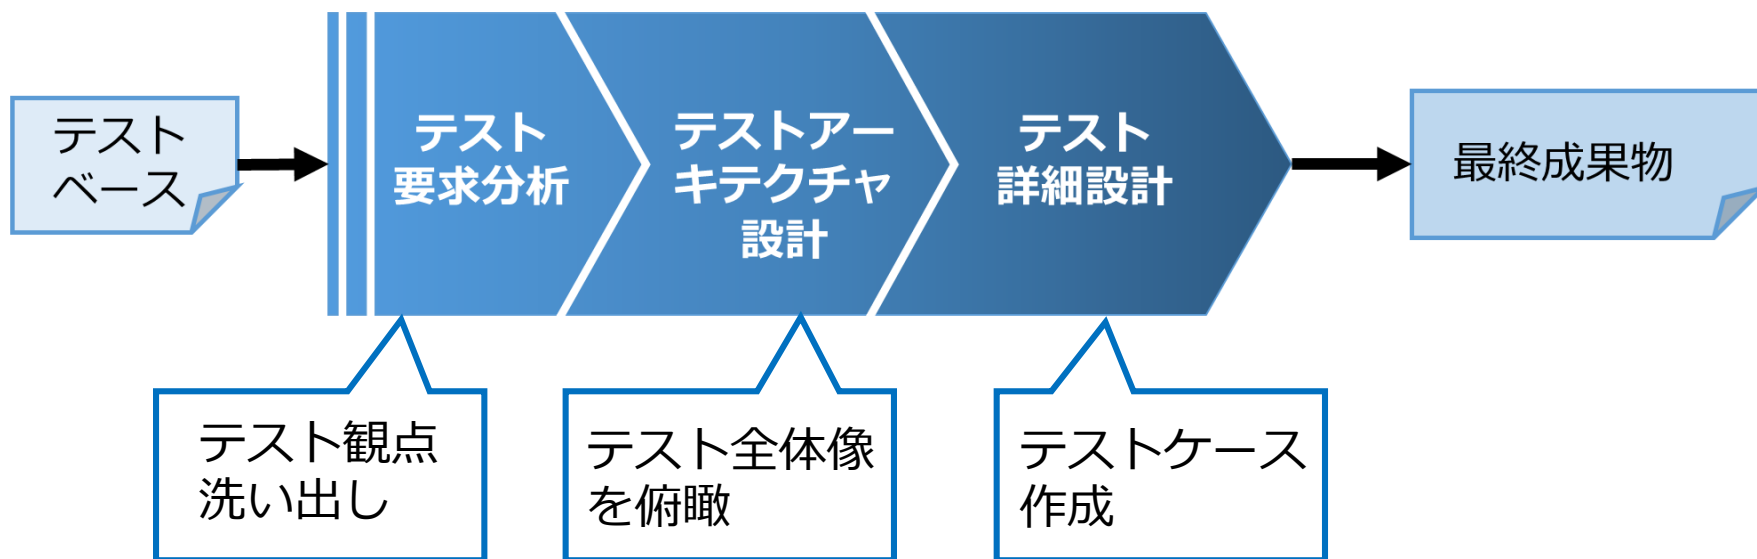 テスト
ベース
テスト
要求分析
テストアー
キテクチャ
設計
テスト
詳細設計
最終成果物
テスト観点
洗い出し
テスト全体像
を俯瞰
テストケース
作成